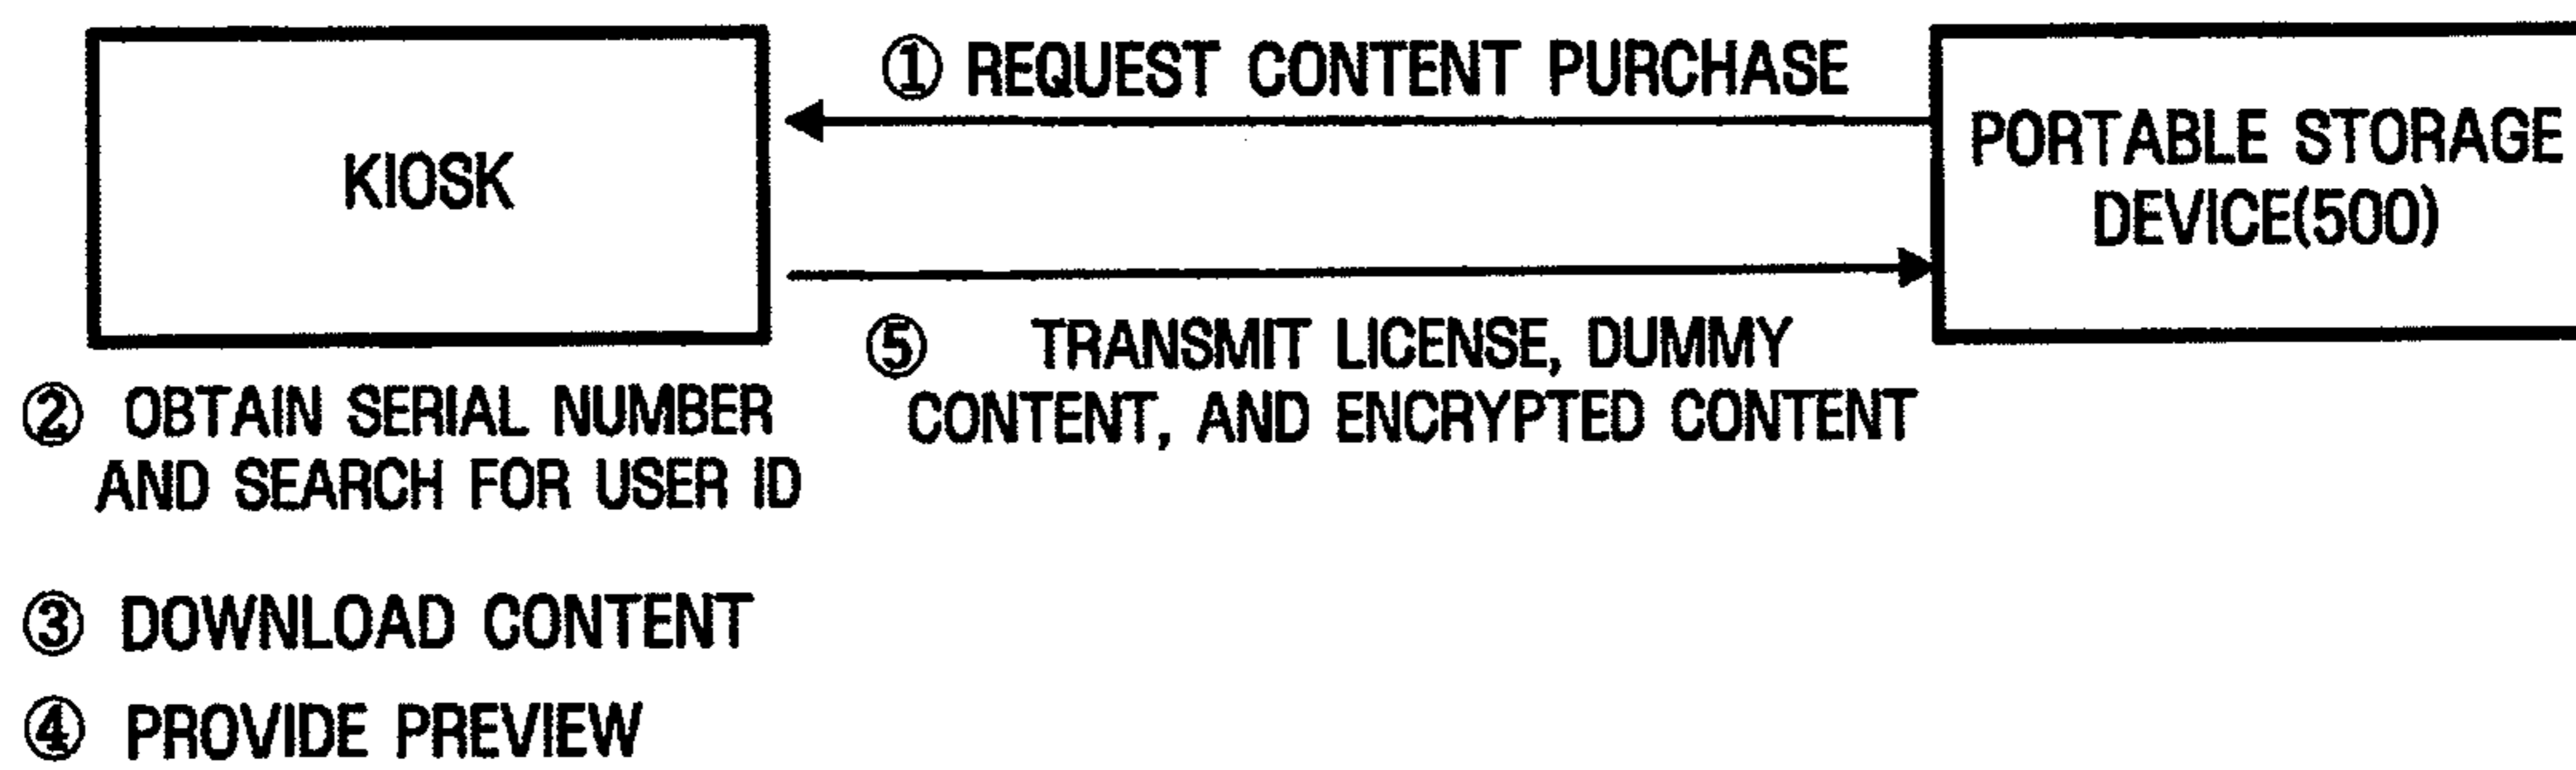 KIOSK
① REQUEST CONTENT PURCHASE
PORTABLE STORAGE
DEVICE(500)
⑤ TRANSMIT LICENSE, DUMMY
CONTENT, AND ENCRYPTED CONTENT
② OBTAIN SERIAL NUMBER
AND SEARCH FOR USER ID
③ DOWNLOAD CONTENT
④ PROVIDE PREVIEW